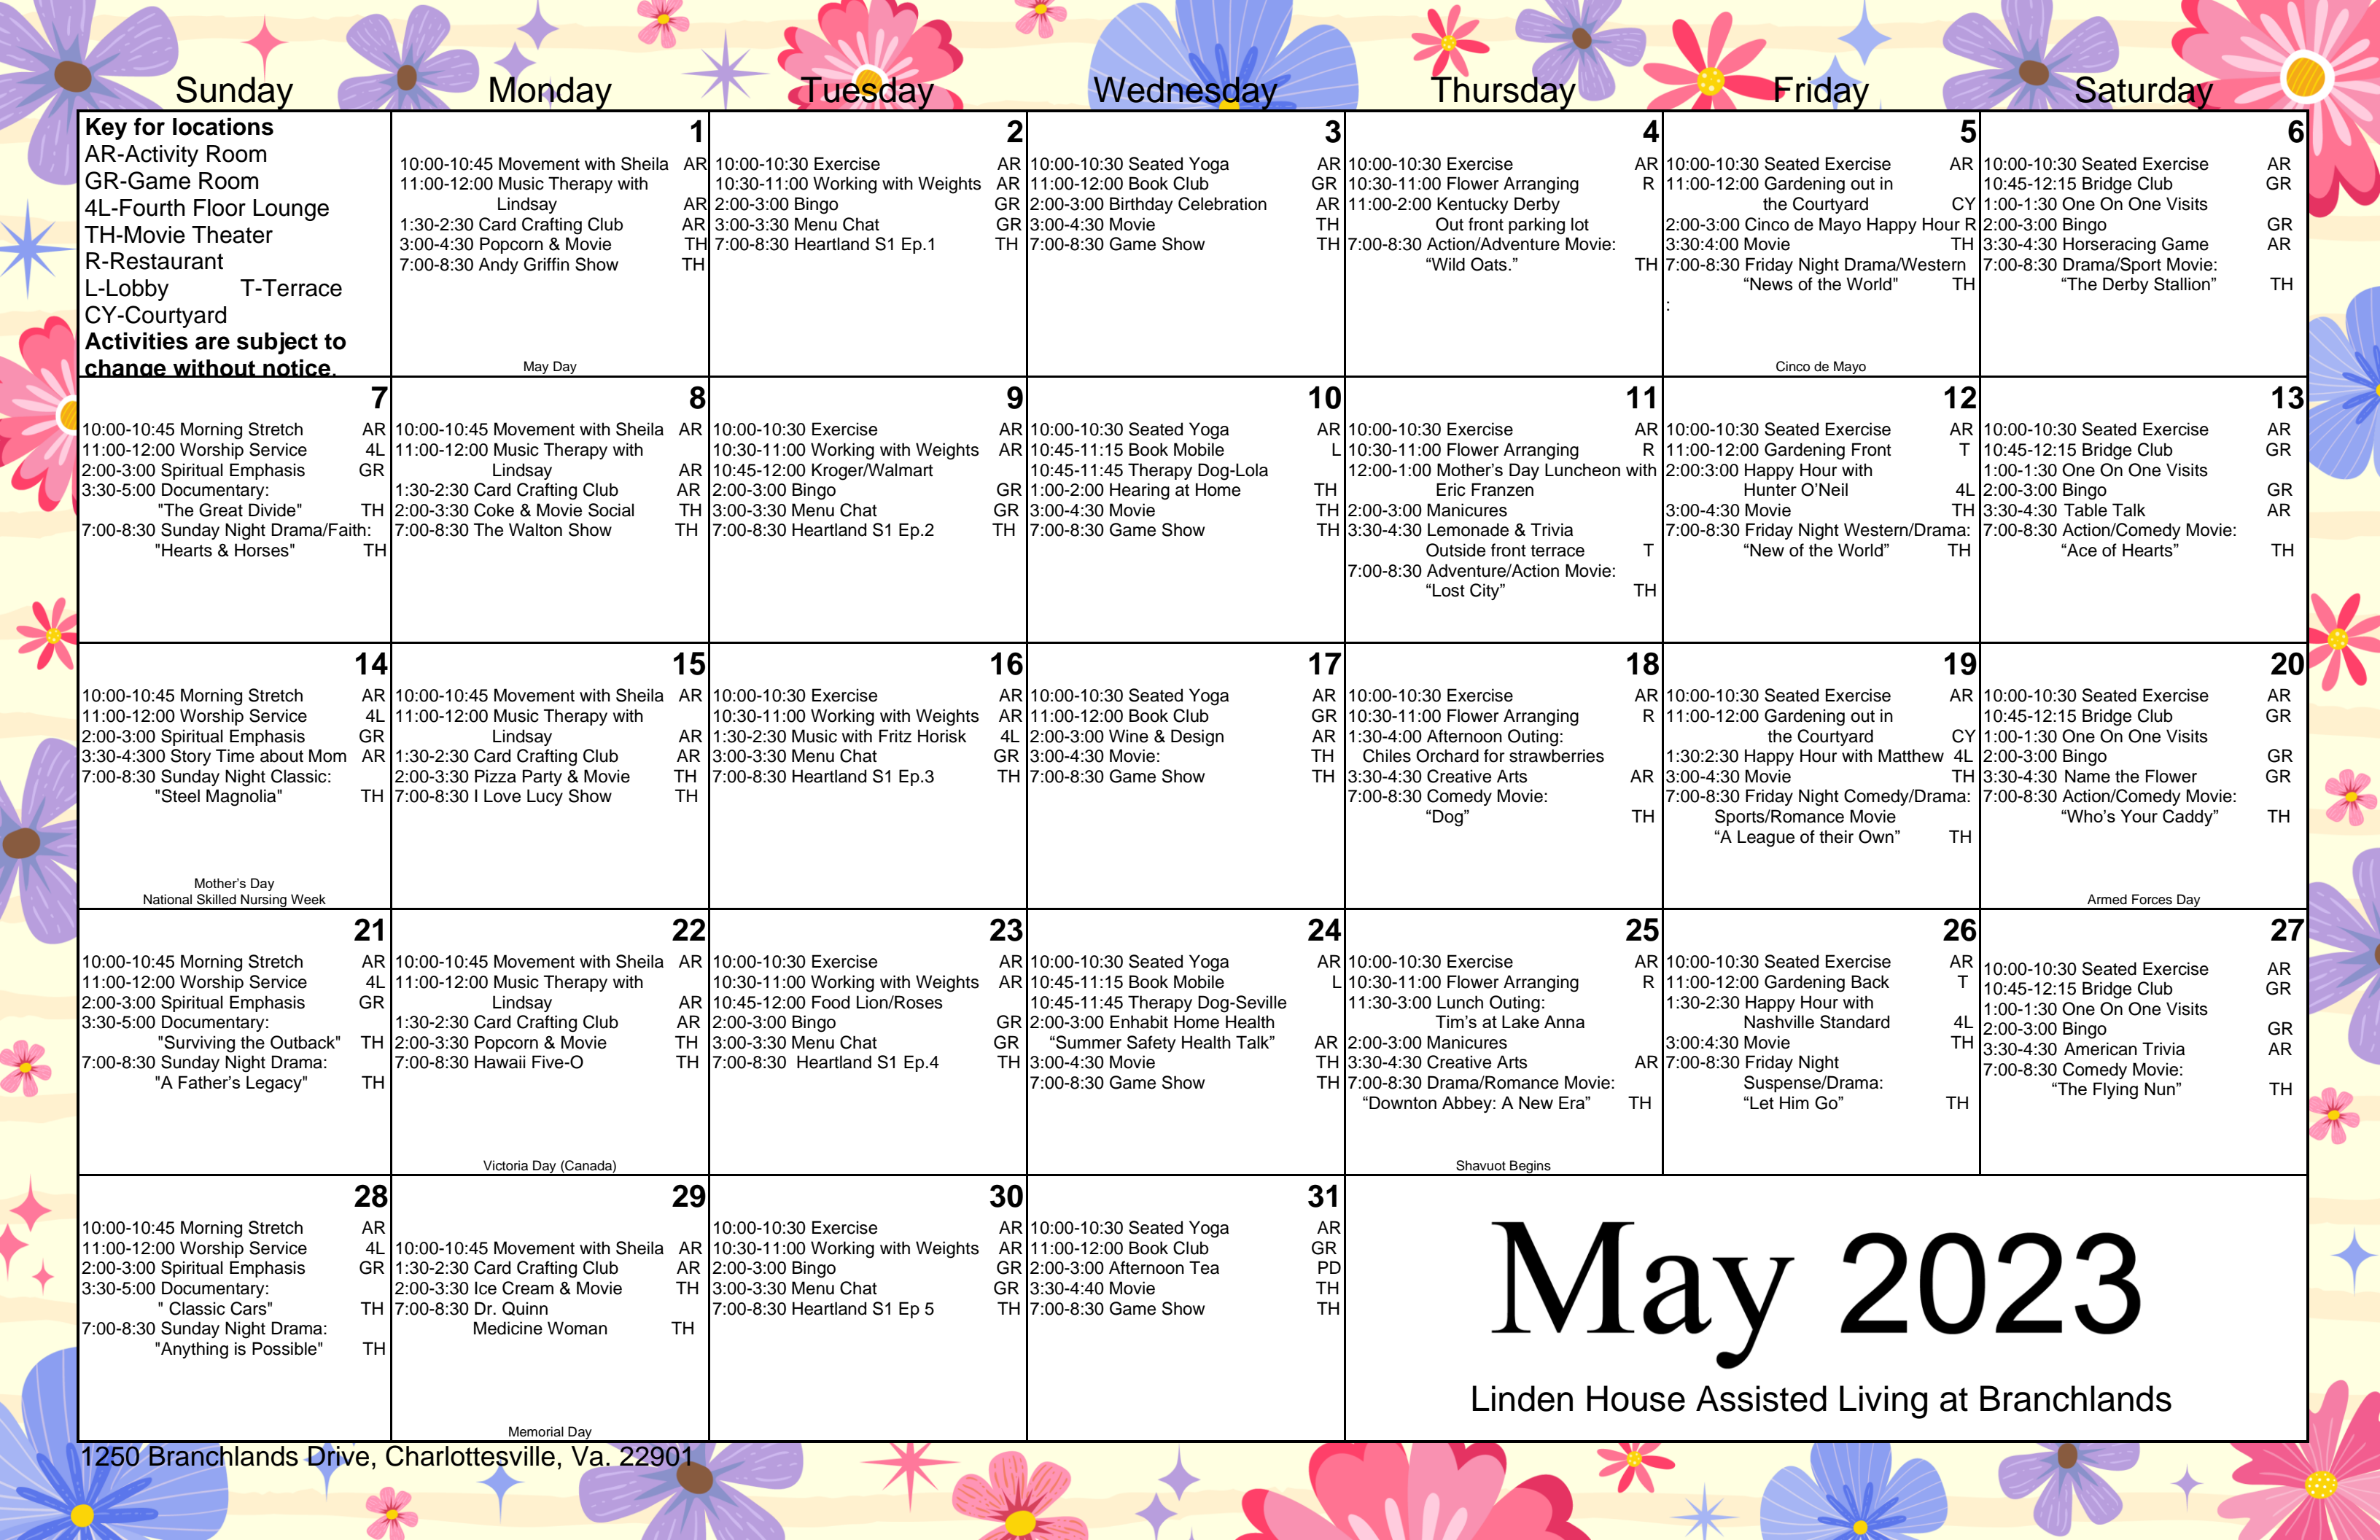 Sunday Monday Tuesday Wednesday Thursday Friday Saturday
Key for locations
AR-Activity Room
GR-Game Room
4L-Fourth Floor Lounge
TH-Movie Theater
R-Restaurant
L-Lobby T-Terrace
CY-Courtyard
Activities are subject to
change without notice.
1
10:00-10:45 Movement with Sheila AR
11:00-12:00 Music Therapy with
Lindsay AR
1:30-2:30 Card Crafting Club AR
3:00-4:30 Popcorn & Movie TH
7:00-8:30 Andy Griffin Show TH
May Day
2
10:00-10:30 Exercise AR
10:30-11:00 Working with Weights AR
2:00-3:00 Bingo GR
3:00-3:30 Menu Chat GR
7:00-8:30 Heartland S1 Ep.1 TH
3
10:00-10:30 Seated Yoga AR
11:00-12:00 Book Club GR
2:00-3:00 Birthday Celebration AR
3:00-4:30 Movie TH
7:00-8:30 Game Show TH
4
10:00-10:30 Exercise AR
10:30-11:00 Flower Arranging R
11:00-2:00 Kentucky Derby
Out front parking lot
7:00-8:30 Action/Adventure Movie:
“Wild Oats.” TH
5
10:00-10:30 Seated Exercise AR
11:00-12:00 Gardening out in
the Courtyard CY
2:00-3:00 Cinco de Mayo Happy Hour R
3:30:4:00 Movie TH
7:00-8:30 Friday Night Drama/Western
“News of the World" TH
:
Cinco de Mayo
6
10:00-10:30 Seated Exercise AR
10:45-12:15 Bridge Club GR
1:00-1:30 One On One Visits
2:00-3:00 Bingo GR
3:30-4:30 Horseracing Game AR
7:00-8:30 Drama/Sport Movie:
“The Derby Stallion” TH
7
10:00-10:45 Morning Stretch AR
11:00-12:00 Worship Service 4L
2:00-3:00 Spiritual Emphasis GR
3:30-5:00 Documentary:
"The Great Divide" TH
7:00-8:30 Sunday Night Drama/Faith:
"Hearts & Horses" TH
8
10:00-10:45 Movement with Sheila AR
11:00-12:00 Music Therapy with
Lindsay AR
1:30-2:30 Card Crafting Club AR
2:00-3:30 Coke & Movie Social TH
7:00-8:30 The Walton Show TH
9
10:00-10:30 Exercise AR
10:30-11:00 Working with Weights AR
10:45-12:00 Kroger/Walmart
2:00-3:00 Bingo GR
3:00-3:30 Menu Chat GR
7:00-8:30 Heartland S1 Ep.2 TH
10
10:00-10:30 Seated Yoga AR
10:45-11:15 Book Mobile L
10:45-11:45 Therapy Dog-Lola
1:00-2:00 Hearing at Home TH
3:00-4:30 Movie TH
7:00-8:30 Game Show TH
11
10:00-10:30 Exercise AR
10:30-11:00 Flower Arranging R
12:00-1:00 Mother’s Day Luncheon with
Eric Franzen
2:00-3:00 Manicures
3:30-4:30 Lemonade & Trivia
Outside front terrace T
7:00-8:30 Adventure/Action Movie:
“Lost City” TH
12
10:00-10:30 Seated Exercise AR
11:00-12:00 Gardening Front T
2:00:3:00 Happy Hour with
Hunter O’Neil 4L
3:00-4:30 Movie TH
7:00-8:30 Friday Night Western/Drama:
“New of the World” TH
13
10:00-10:30 Seated Exercise AR
10:45-12:15 Bridge Club GR
1:00-1:30 One On One Visits
2:00-3:00 Bingo GR
3:30-4:30 Table Talk AR
7:00-8:30 Action/Comedy Movie:
“Ace of Hearts” TH
14
10:00-10:45 Morning Stretch AR
11:00-12:00 Worship Service 4L
2:00-3:00 Spiritual Emphasis GR
3:30-4:300 Story Time about Mom AR
7:00-8:30 Sunday Night Classic:
"Steel Magnolia" TH
Mother’s Day
National Skilled Nursing Week
15
10:00-10:45 Movement with Sheila AR
11:00-12:00 Music Therapy with
Lindsay AR
1:30-2:30 Card Crafting Club AR
2:00-3:30 Pizza Party & Movie TH
7:00-8:30 I Love Lucy Show TH
16
10:00-10:30 Exercise AR
10:30-11:00 Working with Weights AR
1:30-2:30 Music with Fritz Horisk 4L
3:00-3:30 Menu Chat GR
7:00-8:30 Heartland S1 Ep.3 TH
17
10:00-10:30 Seated Yoga AR
11:00-12:00 Book Club GR
2:00-3:00 Wine & Design AR
3:00-4:30 Movie: TH
7:00-8:30 Game Show TH
18
10:00-10:30 Exercise AR
10:30-11:00 Flower Arranging R
1:30-4:00 Afternoon Outing:
Chiles Orchard for strawberries
3:30-4:30 Creative Arts AR
7:00-8:30 Comedy Movie:
“Dog” TH
19
10:00-10:30 Seated Exercise AR
11:00-12:00 Gardening out in
the Courtyard CY
1:30:2:30 Happy Hour with Matthew 4L
3:00-4:30 Movie TH
7:00-8:30 Friday Night Comedy/Drama:
Sports/Romance Movie
“A League of their Own” TH
20
10:00-10:30 Seated Exercise AR
10:45-12:15 Bridge Club GR
1:00-1:30 One On One Visits
2:00-3:00 Bingo GR
3:30-4:30 Name the Flower GR
7:00-8:30 Action/Comedy Movie:
“Who’s Your Caddy” TH
Armed Forces Day
21
10:00-10:45 Morning Stretch AR
11:00-12:00 Worship Service 4L
2:00-3:00 Spiritual Emphasis GR
3:30-5:00 Documentary:
"Surviving the Outback" TH
7:00-8:30 Sunday Night Drama:
"A Father’s Legacy" TH
22
10:00-10:45 Movement with Sheila AR
11:00-12:00 Music Therapy with
Lindsay AR
1:30-2:30 Card Crafting Club AR
2:00-3:30 Popcorn & Movie TH
7:00-8:30 Hawaii Five-O TH
Victoria Day (Canada)
23
10:00-10:30 Exercise AR
10:30-11:00 Working with Weights AR
10:45-12:00 Food Lion/Roses
2:00-3:00 Bingo GR
3:00-3:30 Menu Chat GR
7:00-8:30 Heartland S1 Ep.4 TH
24
10:00-10:30 Seated Yoga AR
10:45-11:15 Book Mobile L
10:45-11:45 Therapy Dog-Seville
2:00-3:00 Enhabit Home Health
“Summer Safety Health Talk” AR
3:00-4:30 Movie TH
7:00-8:30 Game Show TH
25
10:00-10:30 Exercise AR
10:30-11:00 Flower Arranging R
11:30-3:00 Lunch Outing:
Tim’s at Lake Anna
2:00-3:00 Manicures
3:30-4:30 Creative Arts AR
7:00-8:30 Drama/Romance Movie:
“Downton Abbey: A New Era” TH
Shavuot Begins
26
10:00-10:30 Seated Exercise AR
11:00-12:00 Gardening Back T
1:30-2:30 Happy Hour with
Nashville Standard 4L
3:00:4:30 Movie TH
7:00-8:30 Friday Night
Suspense/Drama:
“Let Him Go” TH
27
10:00-10:30 Seated Exercise AR
10:45-12:15 Bridge Club GR
1:00-1:30 One On One Visits
2:00-3:00 Bingo GR
3:30-4:30 American Trivia AR
7:00-8:30 Comedy Movie:
“The Flying Nun” TH
28
10:00-10:45 Morning Stretch AR
11:00-12:00 Worship Service 4L
2:00-3:00 Spiritual Emphasis GR
3:30-5:00 Documentary:
" Classic Cars" TH
7:00-8:30 Sunday Night Drama:
"Anything is Possible" TH
29
10:00-10:45 Movement with Sheila AR
1:30-2:30 Card Crafting Club AR
2:00-3:30 Ice Cream & Movie TH
7:00-8:30 Dr. Quinn
Medicine Woman TH
Memorial Day
30
10:00-10:30 Exercise AR
10:30-11:00 Working with Weights AR
2:00-3:00 Bingo GR
3:00-3:30 Menu Chat GR
7:00-8:30 Heartland S1 Ep 5 TH
31
10:00-10:30 Seated Yoga AR
11:00-12:00 Book Club GR
2:00-3:00 Afternoon Tea PD
3:30-4:40 Movie TH
7:00-8:30 Game Show TH
May 2023
Linden House Assisted Living at Branchlands
1250 Branchlands Drive, Charlottesville, Va. 22901